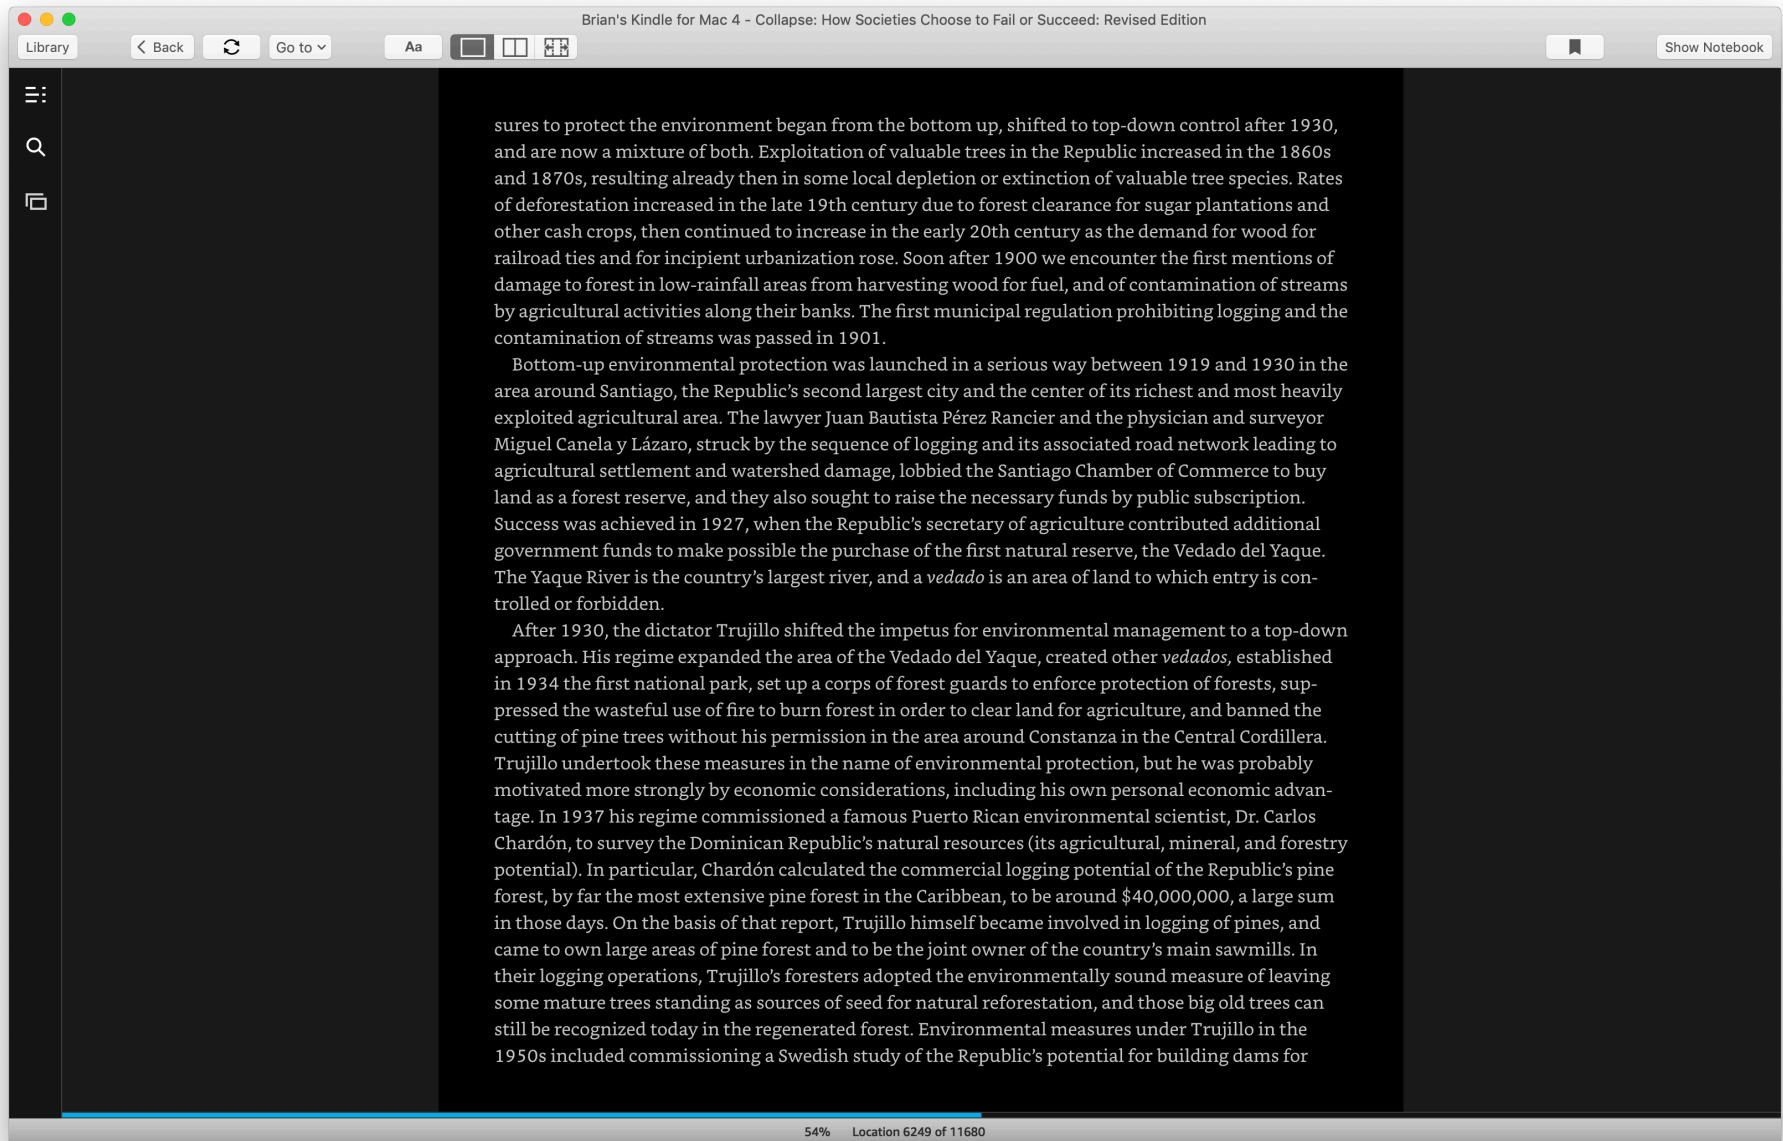 Brian's Kindle for Mac 4 - Collapse: How Societies Choose to Fail or Succeed: Revised Edition
Library
Back
Go to
Aa
Show Notebook
sures to protect the environment began from the bottom up, shifted to top-down control after 1930,
and are now a mixture of both. Exploitation of valuable trees in the Republic increased in the 1860s
and 1870s, resulting already then in some local depletion or extinction of valuable tree species. Rates
of deforestation increased in the late 19th century due to forest clearance for sugar plantations and
other cash crops, then continued to increase in the early 20th century as the demand for wood for
railroad ties and for incipient urbanization rose. Soon after 1900 we encounter the first mentions of
damage to forest in low-rainfall areas from harvesting wood for fuel, and of contamination of streams
by agricultural activities along their banks. The first municipal regulation prohibiting logging and the
contamination of streams was passed in 1901.
Bottom-up environmental protection was launched in a serious way between 1919 and 1930 in the
area around Santiago, the Republic's second largest city and the center of its richest and most heavily
exploited agricultural area. The lawyer Juan Bautista Pérez Rancier and the physician and surveyor
Miguel Canela y Lázaro, struck by the sequence of logging and its associated road network leading to
agricultural settlement and watershed damage, lobbied the Santiago Chamber of Commerce to buy
land as a forest reserve, and they also sought to raise the necessary funds by public subscription.
Success was achieved in 1927, when the Republic's secretary of agriculture contributed additional
government funds to make possible the purchase of the first natural reserve, the Vedado del Yaque.
The Yaque River is the country's largest river, and a vedado is an area of land to which entry is con-
trolled or forbidden.
After 1930, the dictator Trujillo shifted the impetus for environmental management to a top-down
approach. His regime expanded the area of the Vedado del Yaque, created other vedados, established
in 1934 the first national park, set up a corps of forest guards to enforce protection of forests, sup-
pressed the wasteful use of fire to burn forest in order to clear land for agriculture, and banned the
cutting of pine trees without his permission in the area around Constanza in the Central Cordillera.
Trujillo undertook these measures in the name of environmental protection, but he was probably
motivated more strongly by economic considerations, including his own personal economic advan-
tage. In 1937 his regime commissioned a famous Puerto Rican environmental scientist, Dr. Carlos
Chardón, to survey the Dominican Republic's natural resources (its agricultural, mineral, and forestry
potential). In particular, Chardón calculated the commercial logging potential of the Republic's pine
forest, by far the most extensive pine forest in the Caribbean, to be around $40,000,000, a large sum
in those days. On the basis of that report, Trujillo himself became involved in logging of pines, and
came to own large areas of pine forest and to be the joint owner of the country's main sawmills. In
their logging operations, Trujillo's foresters adopted the environmentally sound measure of leaving
some mature trees standing as sources of seed for natural reforestation, and those big old trees can
still be recognized today in the regenerated forest. Environmental measures under Trujillo in the
1950s included commissioning a Swedish study of the Republic's potential for building dams for
54% Location 6249 of 11680